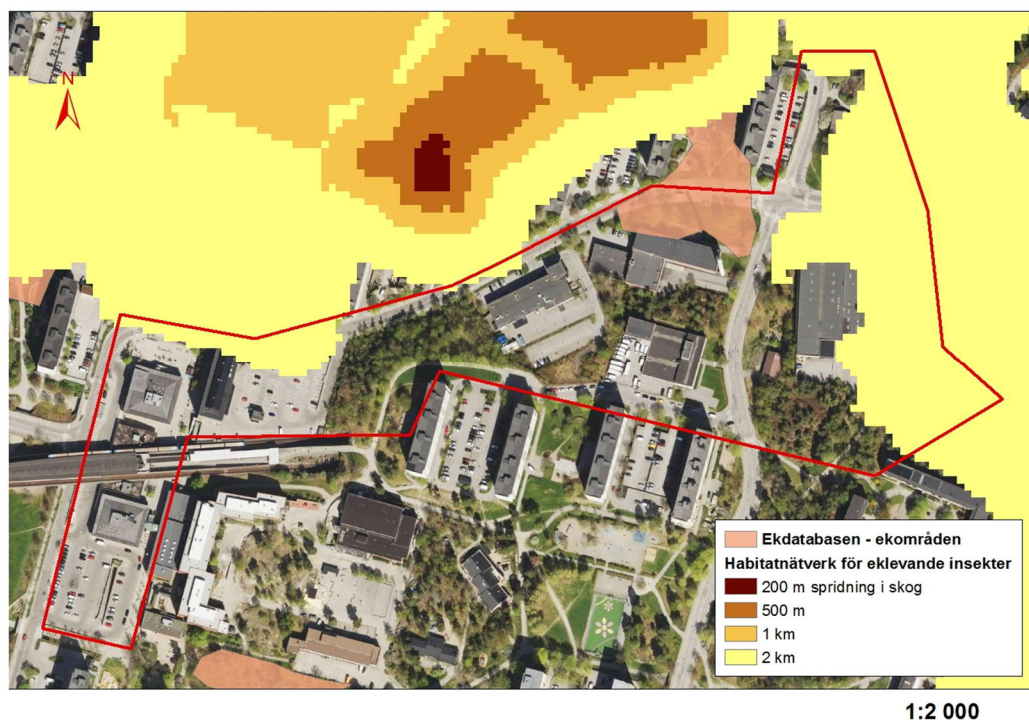 N
Ekdatabasen - ekområden
Habitatnätverk för eklevande insekter
200 m spridning i skog
500 m
1 km
2 km
1:2 000